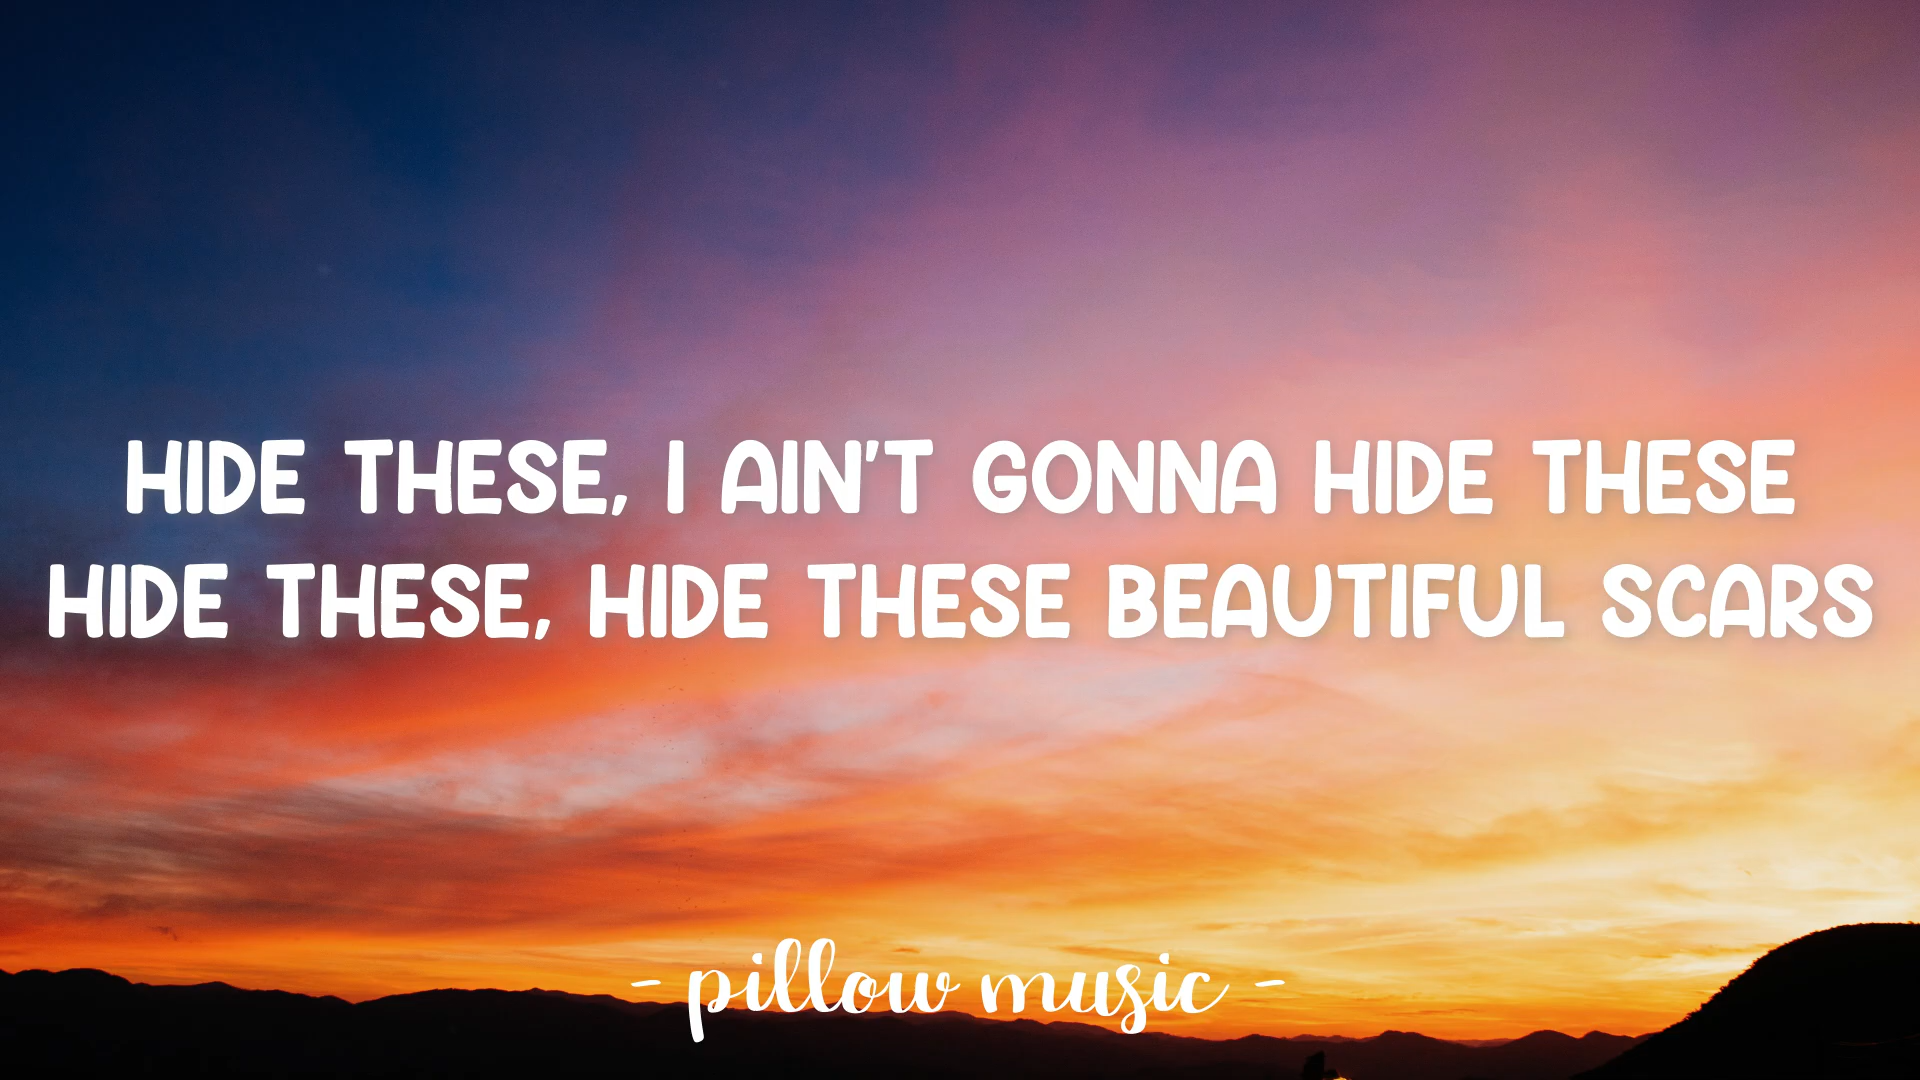 HIDE THESE, I AIN'T GONNA HIDE THESE
HIDE THESE, HIDE THESE BEAUTIFUL SCARS
- pillow music -